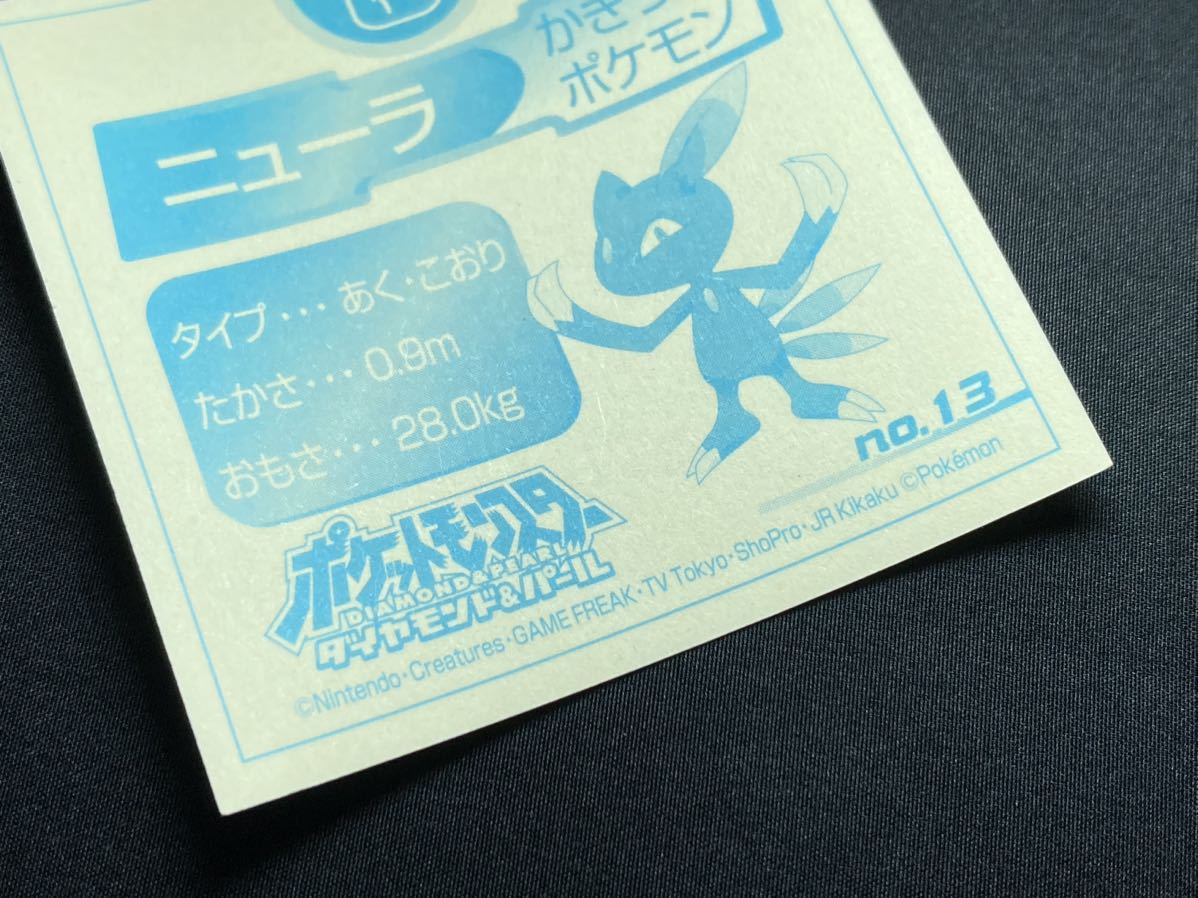 ニューラ
かぎづ
ポケモン
タイプ・・・あく・こおり
たかさ・・・0.9m
おもさ・・・28.0kg
no.13
ポケットモンスター
DIAMOND&PEARL
ダイヤモンド&パール
©Nintendo・Creatures・GAME FREAK・TV Tokyo・ShoPro・JR Kikaku ©Pokémon